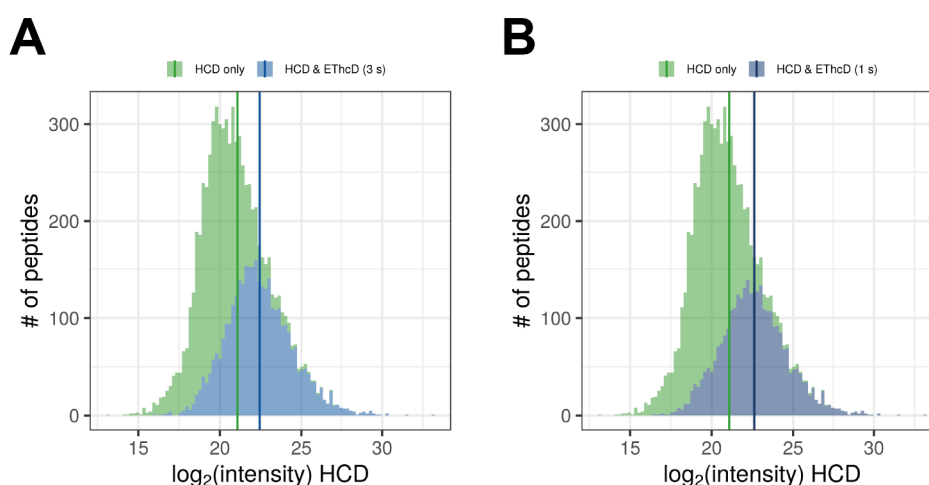 A
HCD only HCD & EThcD (3 s)
300
200
100
0
# of peptides
15 20 25 30
log₂(intensity) HCD
B
HCD only HCD & EThcD (1 s)
300
200
100
0
# of peptides
15 20 25 30
log₂(intensity) HCD